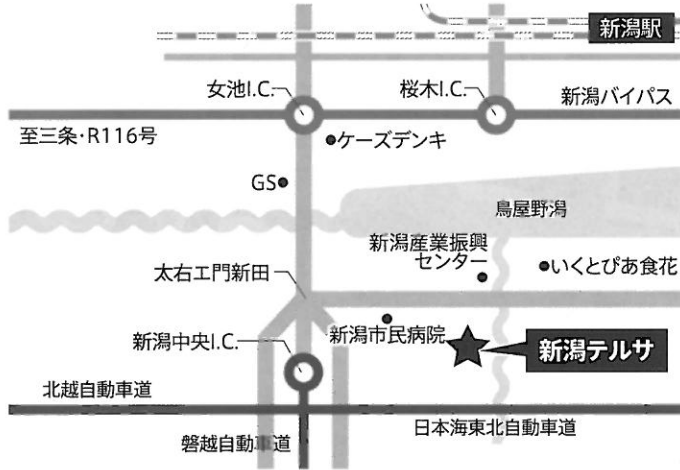 新潟駅
女池I.C.
桜木I.C.
新潟バイパス
至三条・R116号
ケーズデンキ
GS
鳥屋野潟
新潟産業振興
センター
いくとぴあ食花
太右エ門新田
新潟市民病院
新潟中央I.C.
新潟テルサ
北越自動車道
日本海東北自動車道
磐越自動車道